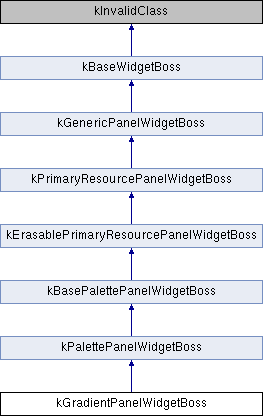 kInvalidClass
kBaseWidgetBoss
kGenericPanelWidgetBoss
kPrimaryResourcePanelWidgetBoss
kErasablePrimaryResourcePanelWidgetBoss
kBasePalettePanelWidgetBoss
kPalettePanelWidgetBoss
kGradientPanelWidgetBoss